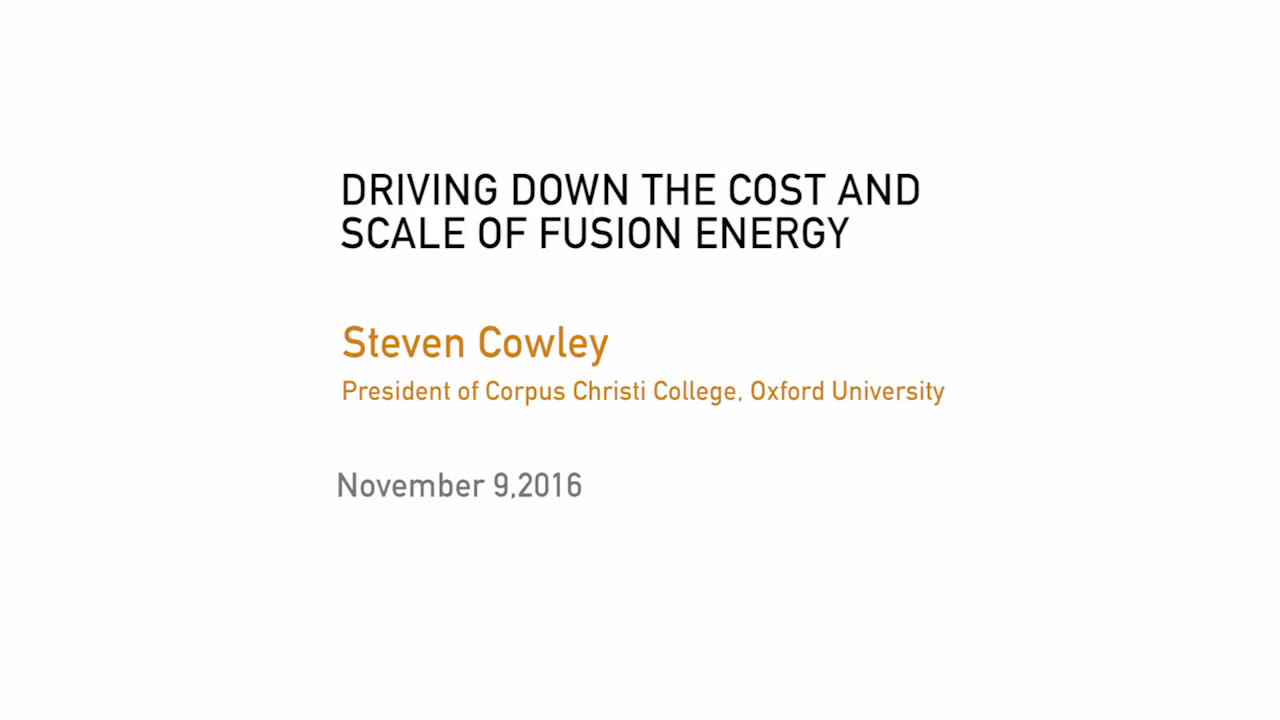 DRIVING DOWN THE COST AND
SCALE OF FUSION ENERGY
Steven Cowley
President of Corpus Christi College, Oxford University
November 9,2016